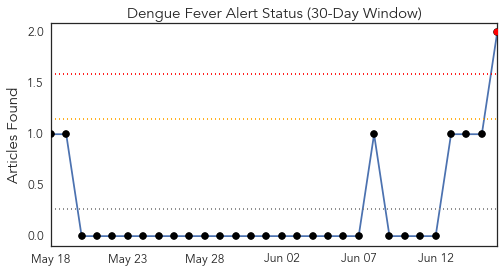 Dengue Fever Alert Status (30-Day Window)
Articles Found
2.0
1.5
1.0
0.5
0.0
May 18 May 23 May 28 Jun 02 Jun 07 Jun 12